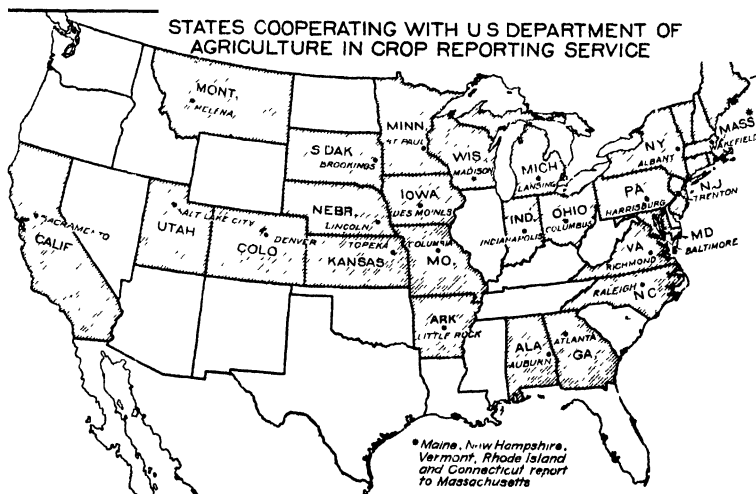 STATES COOPERATING WITH U S DEPARTMENT OF
AGRICULTURE IN CROP REPORTING SERVICE
MONT.
HELENA
MINN
ST PAUL
S DAK
BROOKINGS
WIS
MADISON
MICH
LANSING
NY
ALBANY
MASS
WAKEFIELD
IOWA
DES MOINES
NEBR.
LINCOLN
PA
HARRISBURG
N J
TRENTON
OHIO
COLUMBUS
IND.
INDIANAPOLIS
MD
BALTIMORE
SACRAMENTO
CALIF
SALT LAKE CITY
UTAH
DENVER
COLO
TOPEKA
KANSAS
COLUMBIA
MO.
VA
RICHMOND
RALEIGH
NC
ARK
LITTLE ROCK
ALA
AUBURN
ATLANTA
GA.
* Maine, New Hampshire,
Vermont, Rhode Island
and Connecticut report
to Massachusetts